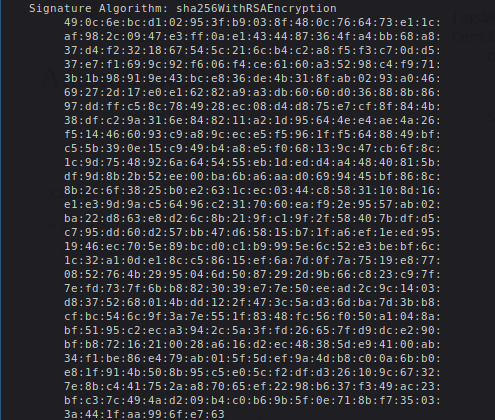 Signature Algorithm: sha256WithRSAEncryption
49:0c:6e:bc:d1:02:95:3f:b9:03:8f:48:0c:76:64:73:e1:1c:
af:98:2c:09:47:e3:ff:0a:e1:43:44:87:36:4f:a4:bb:68:a8:
37:d4:f2:32:18:67:54:5c:21:6c:b4:c2:a8:f5:f3:c7:0d:d5:
37:e7:f1:69:9c:92:f6:06:f4:ce:61:60:a3:52:98:c4:f9:71:
3b:1b:98:91:9e:43:bc:e8:36:de:4b:31:8f:ab:02:93:a0:46:
69:27:2d:17:e0:e1:62:82:a9:a3:db:60:60:d0:36:88:8b:86:
97:dd:ff:c5:8c:78:49:28:ec:08:d4:d8:75:e7:cf:8f:84:4b:
38:df:c2:9a:31:6e:84:82:11:a2:1d:95:64:4e:e4:ae:4a:26:
f5:14:46:60:93:c9:a8:9c:ec:e5:f5:96:1f:f5:64:88:49:bf:
c5:5b:39:0e:15:c9:49:b4:a8:e5:f0:68:13:9c:47:cb:6f:8c:
1c:9d:75:48:92:6a:64:54:55:eb:1d:ed:d4:a4:48:40:81:5b:
df:9d:8b:2b:52:ee:00:ba:6b:a6:aa:d0:69:94:45:bf:86:8c:
8b:2c:6f:38:25:b0:e2:63:1c:ec:03:44:c8:58:31:10:8d:16:
e1:e3:9d:9a:c5:64:96:c2:31:70:60:ea:f9:2e:95:57:ab:02:
ba:22:d8:63:e8:d2:6c:8b:21:9f:c1:9f:2f:58:40:7b:df:d5:
c7:95:dd:60:d2:57:bb:47:d6:58:15:b7:1f:a6:ef:1e:ed:95:
19:46:ec:70:5e:89:bc:d0:c1:b9:99:5e:6c:52:e3:be:bf:6c:
1c:32:a1:0d:e1:8c:c5:86:15:ef:6a:7d:0f:7a:75:19:e8:77:
08:52:76:4b:29:95:04:6d:50:87:29:2d:9b:66:c8:23:c9:7f:
7e:fd:73:7f:6b:b8:82:30:39:e7:7e:50:ee:ad:2c:9c:14:03:
d8:37:52:68:01:4b:dd:12:2f:47:3c:5a:d3:6d:ba:7d:3b:b8:
cf:bc:54:6c:9f:3a:7e:55:1f:83:48:fc:56:f0:50:a1:04:8a:
bf:51:95:c2:ec:a3:94:2c:5a:3f:fd:26:65:7f:d9:dc:e2:90:
bf:b8:72:16:21:00:28:a6:16:d2:ec:48:38:5d:e9:41:00:ab:
34:f1:be:86:e4:79:ab:01:5f:5d:ef:9a:4d:b8:c0:0a:6b:b0:
e8:1f:91:4b:50:8b:95:c5:e0:5c:f2:df:d3:26:10:9c:67:32:
7e:8b:c4:41:75:2a:a8:70:65:ef:22:98:b6:37:f3:49:ac:23:
bf:c3:7c:49:4a:d2:09:b4:c0:b6:9b:5f:0e:71:8b:f7:35:03:
3a:44:1f:aa:99:6f:e7:63